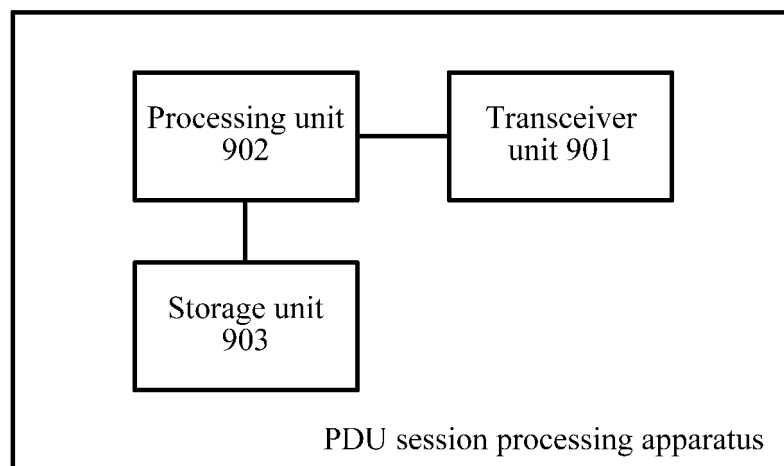 Processing unit
902
Transceiver
unit 901
Storage unit
903
PDU session processing apparatus